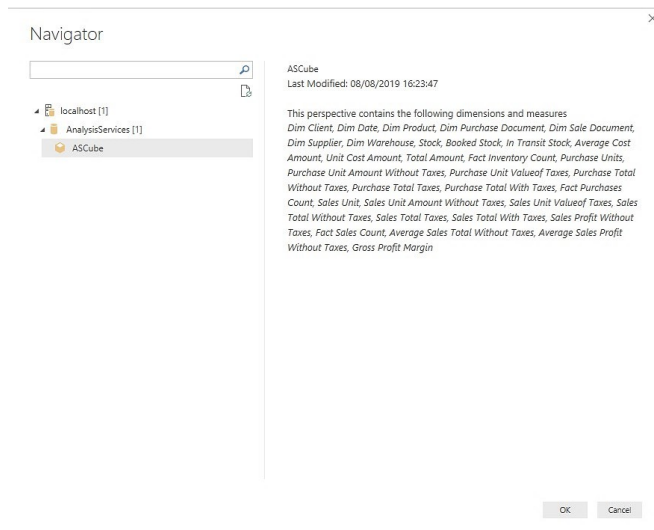 Navigator
localhost [1]
AnalysisServices [1]
ASCube
ASCube
Last Modified: 08/08/2019 16:23:47
This perspective contains the following dimensions and measures
Dim Client, Dim Date, Dim Product, Dim Purchase Document, Dim Sale Document,
Dim Supplier, Dim Warehouse, Stock, Booked Stock, In Transit Stock, Average Cost
Amount, Unit Cost Amount, Total Amount, Fact Inventory Count, Purchase Units,
Purchase Unit Amount Without Taxes, Purchase Unit Valueof Taxes, Purchase Total
Without Taxes, Purchase Total Taxes, Purchase Total With Taxes, Fact Purchases
Count, Sales Unit, Sales Unit Amount Without Taxes, Sales Unit Valueof Taxes, Sales
Total Without Taxes, Sales Total Taxes, Sales Total With Taxes, Sales Profit Without
Taxes, Fact Sales Count, Average Sales Total Without Taxes, Average Sales Profit
Without Taxes, Gross Profit Margin
OK Cancel